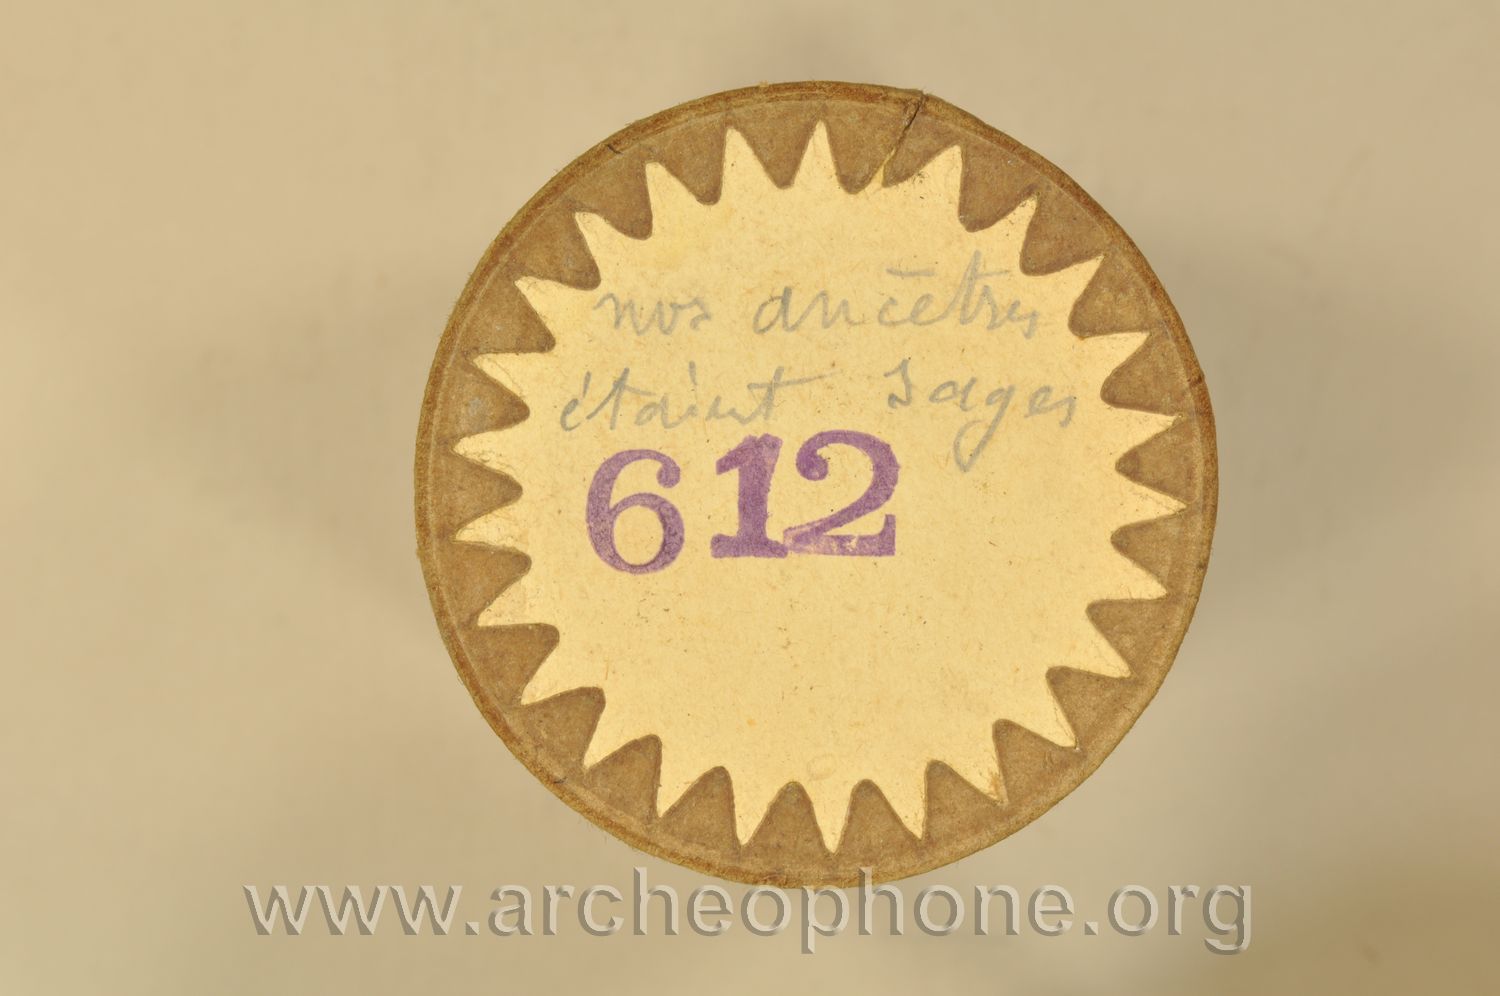 nos ancêtres
étaient sages
612
www.archeophone.org